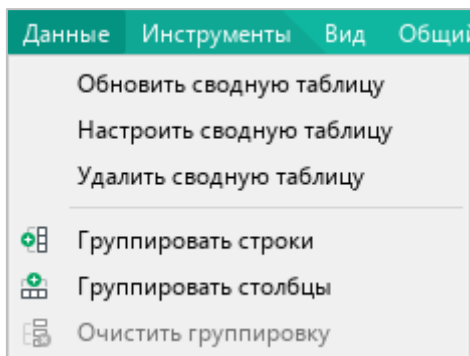 Данные Инструменты Вид Общий
Обновить сводную таблицу
Настроить сводную таблицу
Удалить сводную таблицу
Группировать строки
Группировать столбцы
Очистить группировку